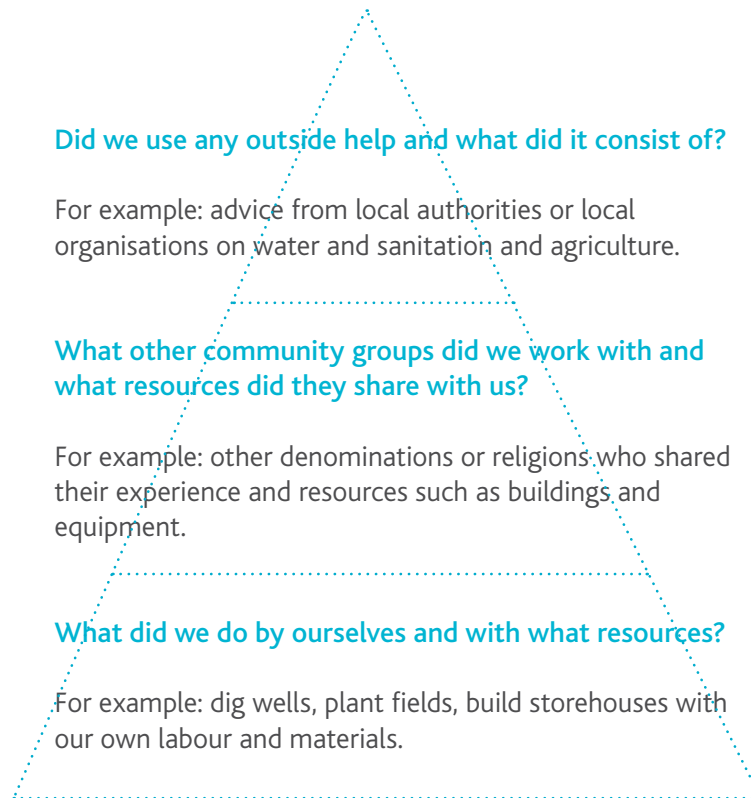 Did we use any outside help and what did it consist of?
For example: advice from local authorities or local
organisations on water and sanitation and agriculture.
What other community groups did we work with and
what resources did they share with us?
For example: other denominations or religions who shared
their experience and resources such as buildings and
equipment.
What did we do by ourselves and with what resources?
For example: dig wells, plant fields, build storehouses with
our own labour and materials.